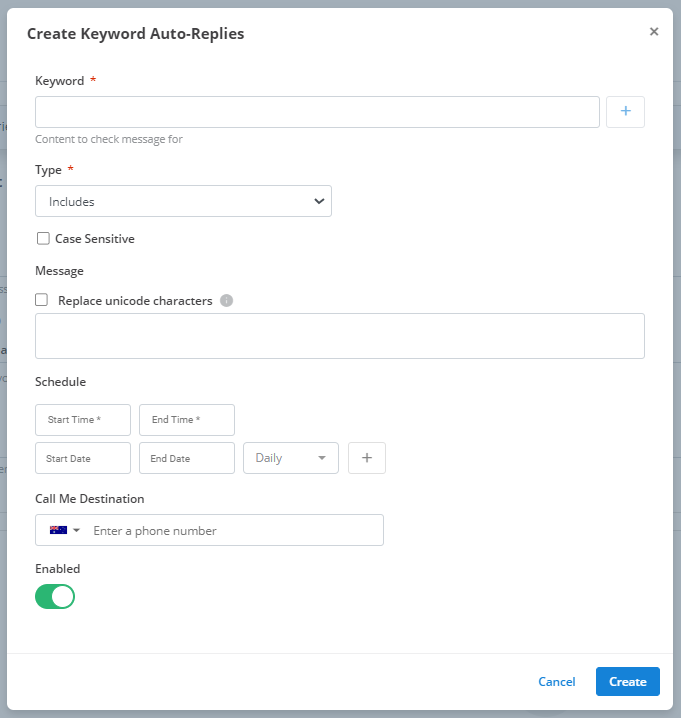 Create Keyword Auto-Replies
×
Keyword *
+
Content to check message for
Type *
Includes
Case Sensitive
Message
Replace unicode characters i
Schedule
Start Time * End Time *
Start Date End Date Daily +
Call Me Destination
Enter a phone number
Enabled
Cancel Create